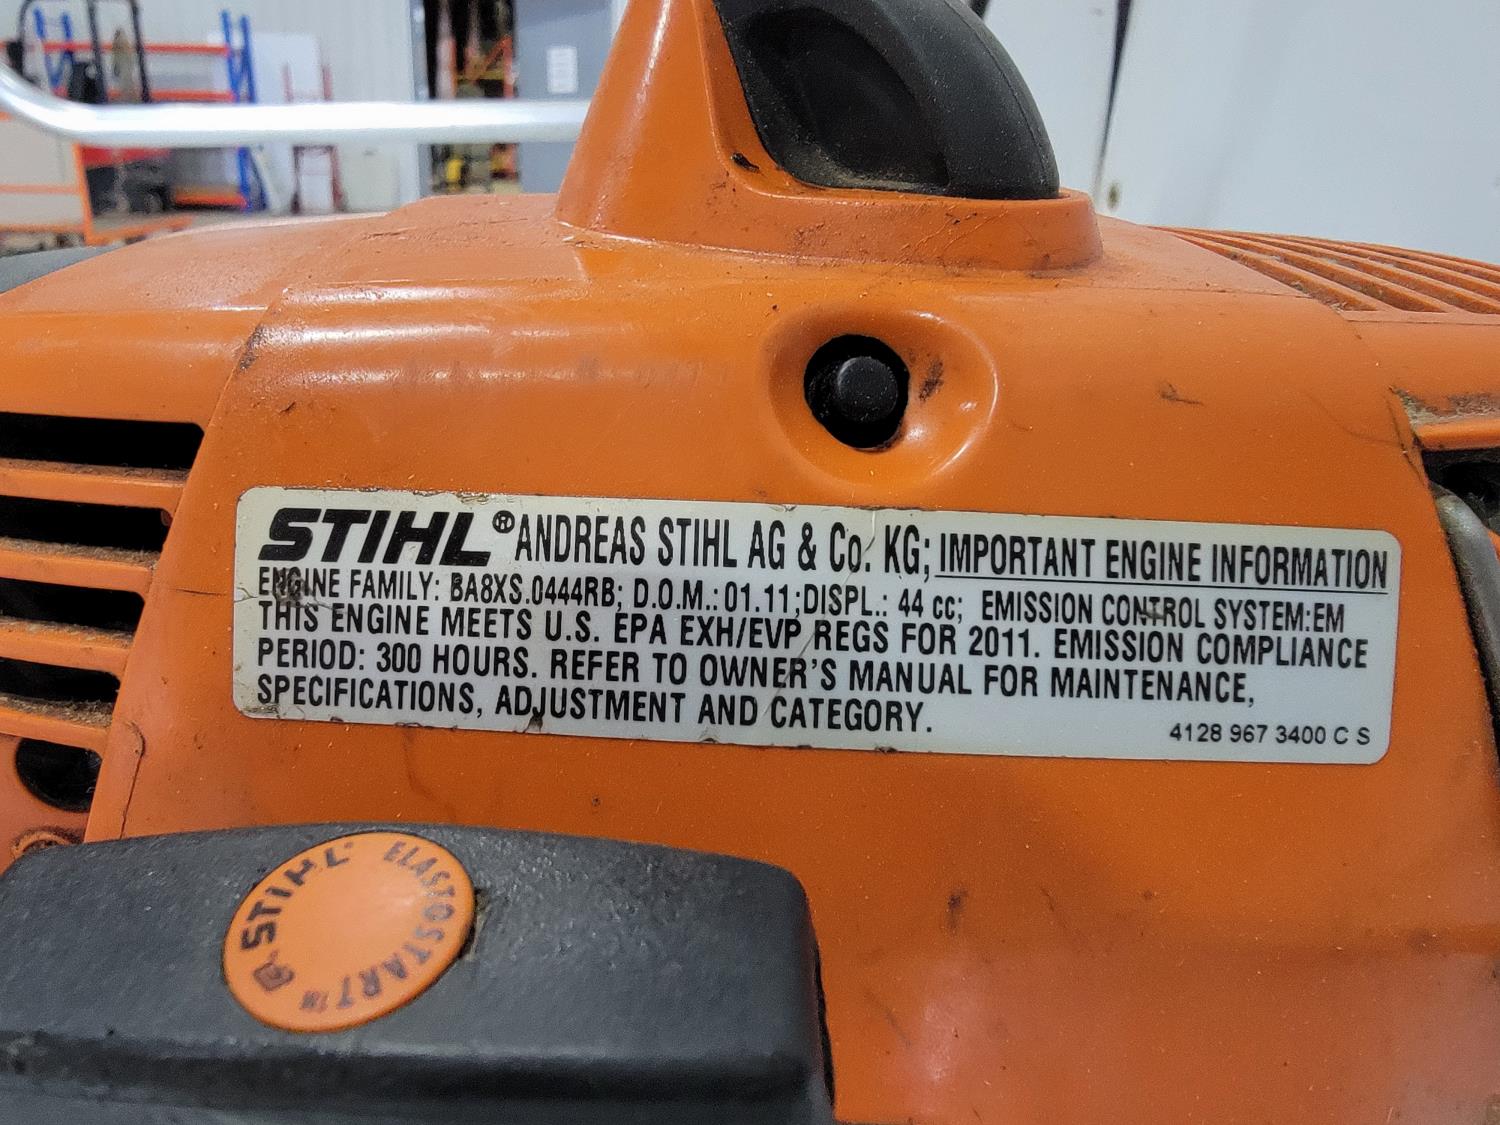 STIHL® ANDREAS STIHL AG & Co. KG; IMPORTANT ENGINE INFORMATION
ENGINE FAMILY: BA8XS.0444RB; D.O.M.: 01.11; DISPL.: 44 cc; EMISSION CONTROL SYSTEM:EM
THIS ENGINE MEETS U.S. EPA EXH/EVP REGS FOR 2011. EMISSION COMPLIANCE
PERIOD: 300 HOURS. REFER TO OWNER'S MANUAL FOR MAINTENANCE,
SPECIFICATIONS, ADJUSTMENT AND CATEGORY.
4128 967 3400 C S
STIHL
ELASTOSTART™